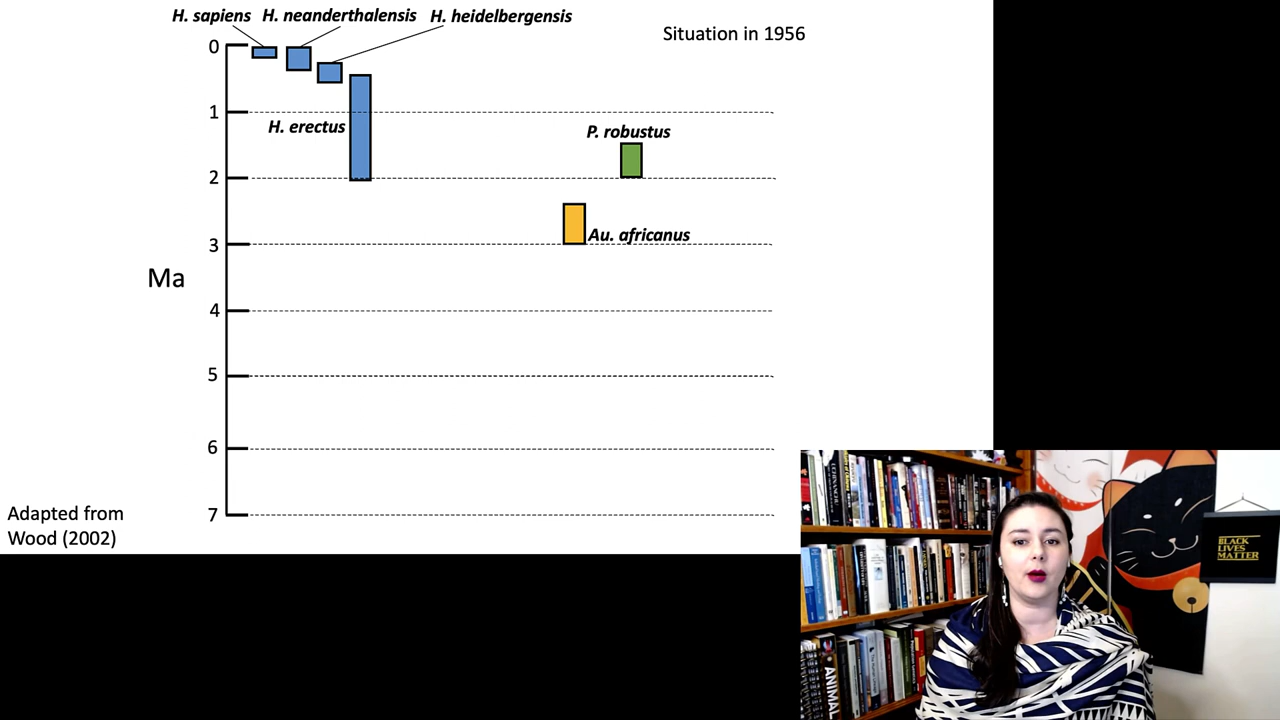 H. sapiens H. neanderthalensis H. heidelbergensis
Situation in 1956
0
1
H. erectus
P. robustus
2
Au. africanus
3
Ma
4
5
6
7
Adapted from
Wood (2002)
BLACK
LIVES
MATTER
ANIMAL